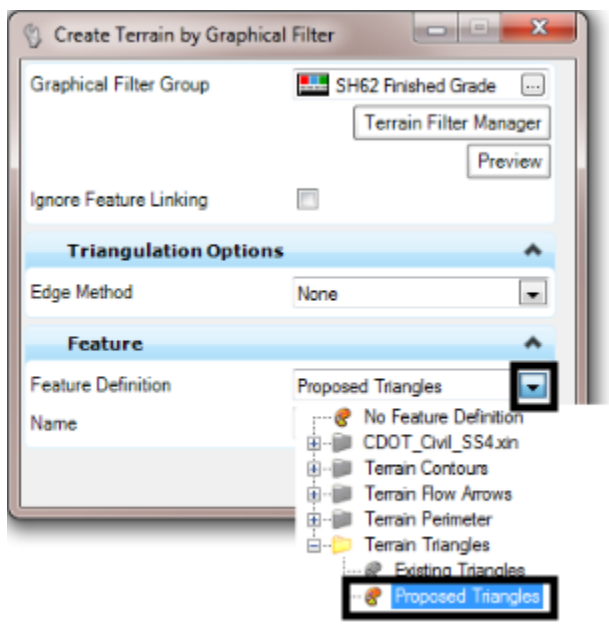 Create Terrain by Graphical Filter
Graphical Filter Group
SH62 Finished Grade
Terrain Filter Manager
Preview
Ignore Feature Linking
Triangulation Options
Edge Method
None
Feature
Feature Definition
Proposed Triangles
Name
No Feature Definition
CDOT_Civil_SS4.xin
Terrain Contours
Terrain Flow Arrows
Terrain Perimeter
Terrain Triangles
Existing Triangles
Proposed Triangles